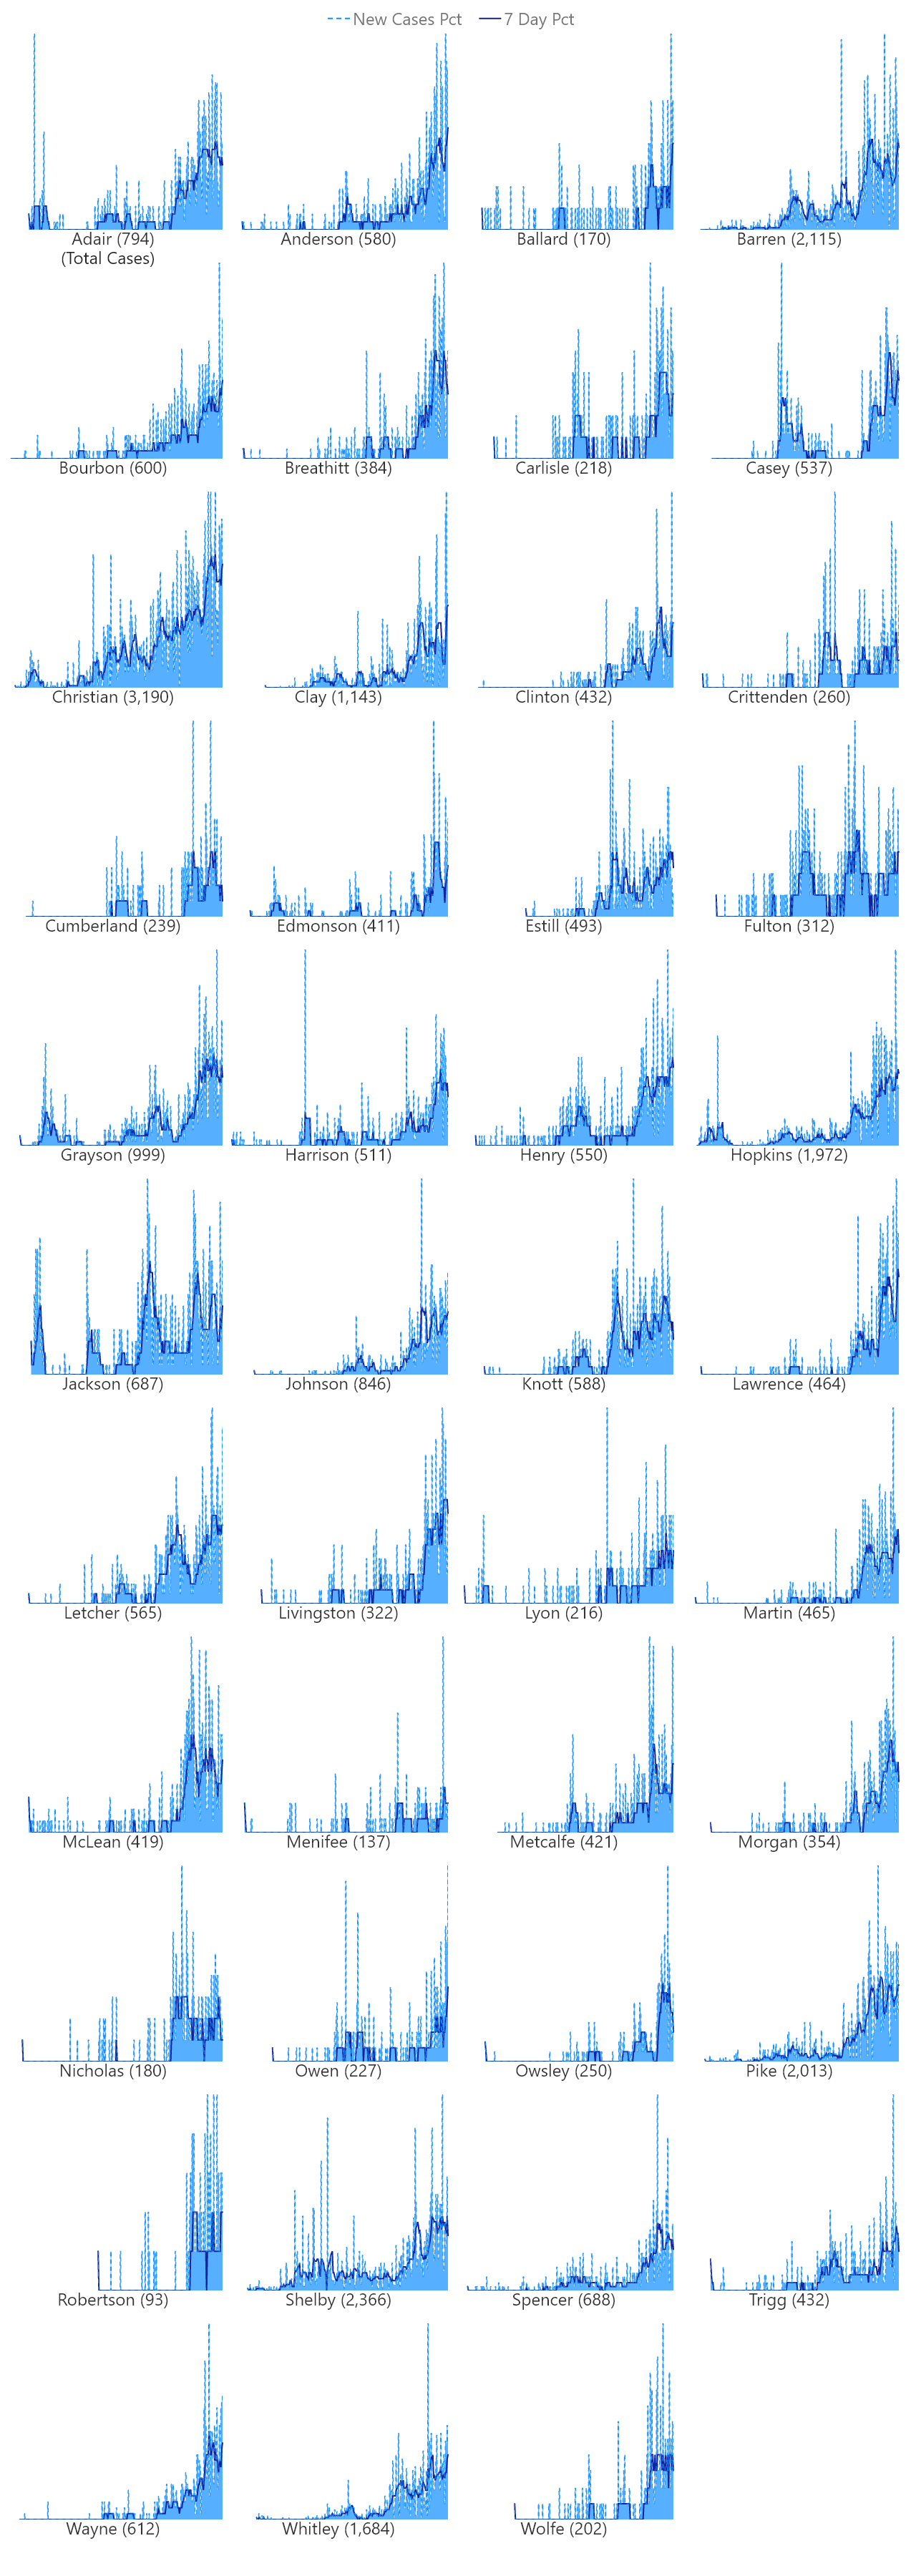 New Cases Pct 7 Day Pct
Adair (794) Anderson (580) Ballard (170) Barren (2,115)
(Total Cases)
Bourbon (600) Breathitt (384) Carlisle (218) Casey (537)
Christian (3,190) Clay (1,143) Clinton (432) Crittenden (260)
Cumberland (239) Edmonson (411) Estill (493) Fulton (312)
Grayson (999) Harrison (511) Henry (550) Hopkins (1,972)
Jackson (687) Johnson (846) Knott (588) Lawrence (464)
Letcher (565) Livingston (322) Lyon (216) Martin (465)
McLean (419) Menifee (137) Metcalfe (421) Morgan (354)
Nicholas (180) Owen (227) Owsley (250) Pike (2,013)
Robertson (93) Shelby (2,366) Spencer (688) Trigg (432)
Wayne (612) Whitley (1,684) Wolfe (202)